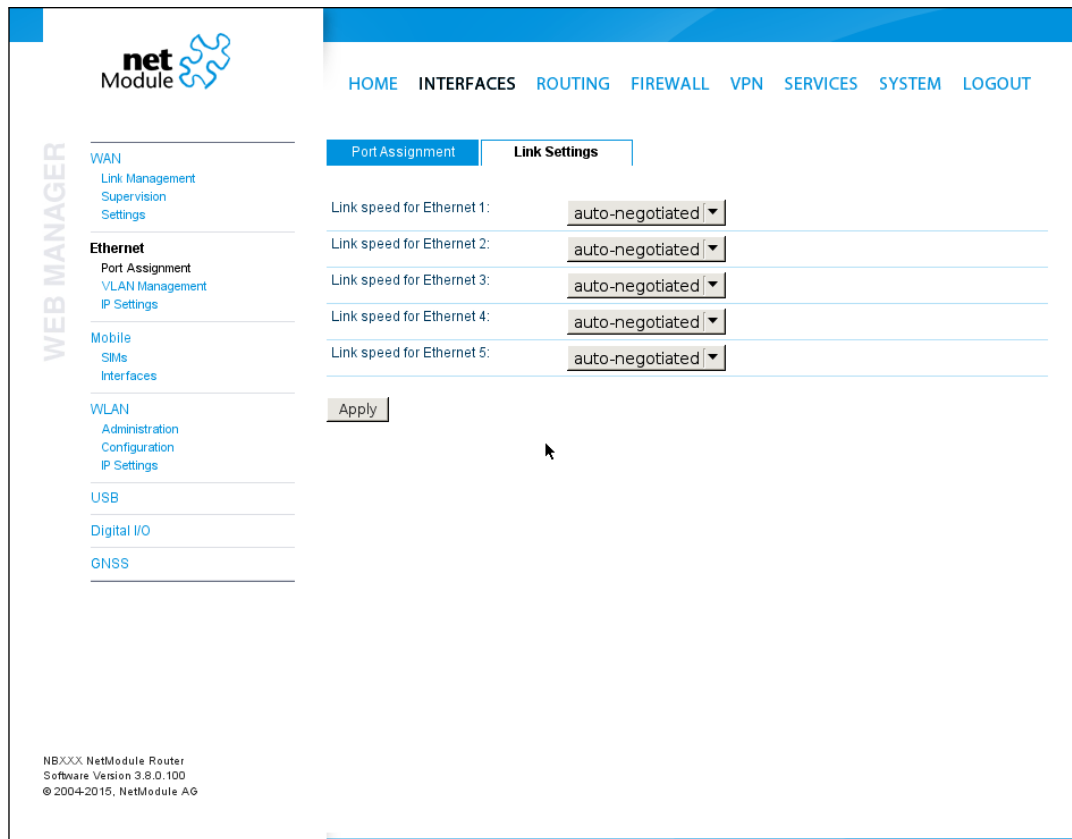 net
Module
HOME INTERFACES ROUTING FIREWALL VPN SERVICES SYSTEM LOGOUT
WEB MANAGER
WAN
Link Management
Supervision
Settings
Ethernet
Port Assignment
VLAN Management
IP Settings
Mobile
SIMs
Interfaces
WLAN
Administration
Configuration
IP Settings
USB
Digital I/O
GNSS
Port Assignment Link Settings
Link speed for Ethernet 1: auto-negotiated
Link speed for Ethernet 2: auto-negotiated
Link speed for Ethernet 3: auto-negotiated
Link speed for Ethernet 4: auto-negotiated
Link speed for Ethernet 5: auto-negotiated
Apply
NBXXX NetModule Router
Software Version 3.8.0.100
© 2004-2015, NetModule AG